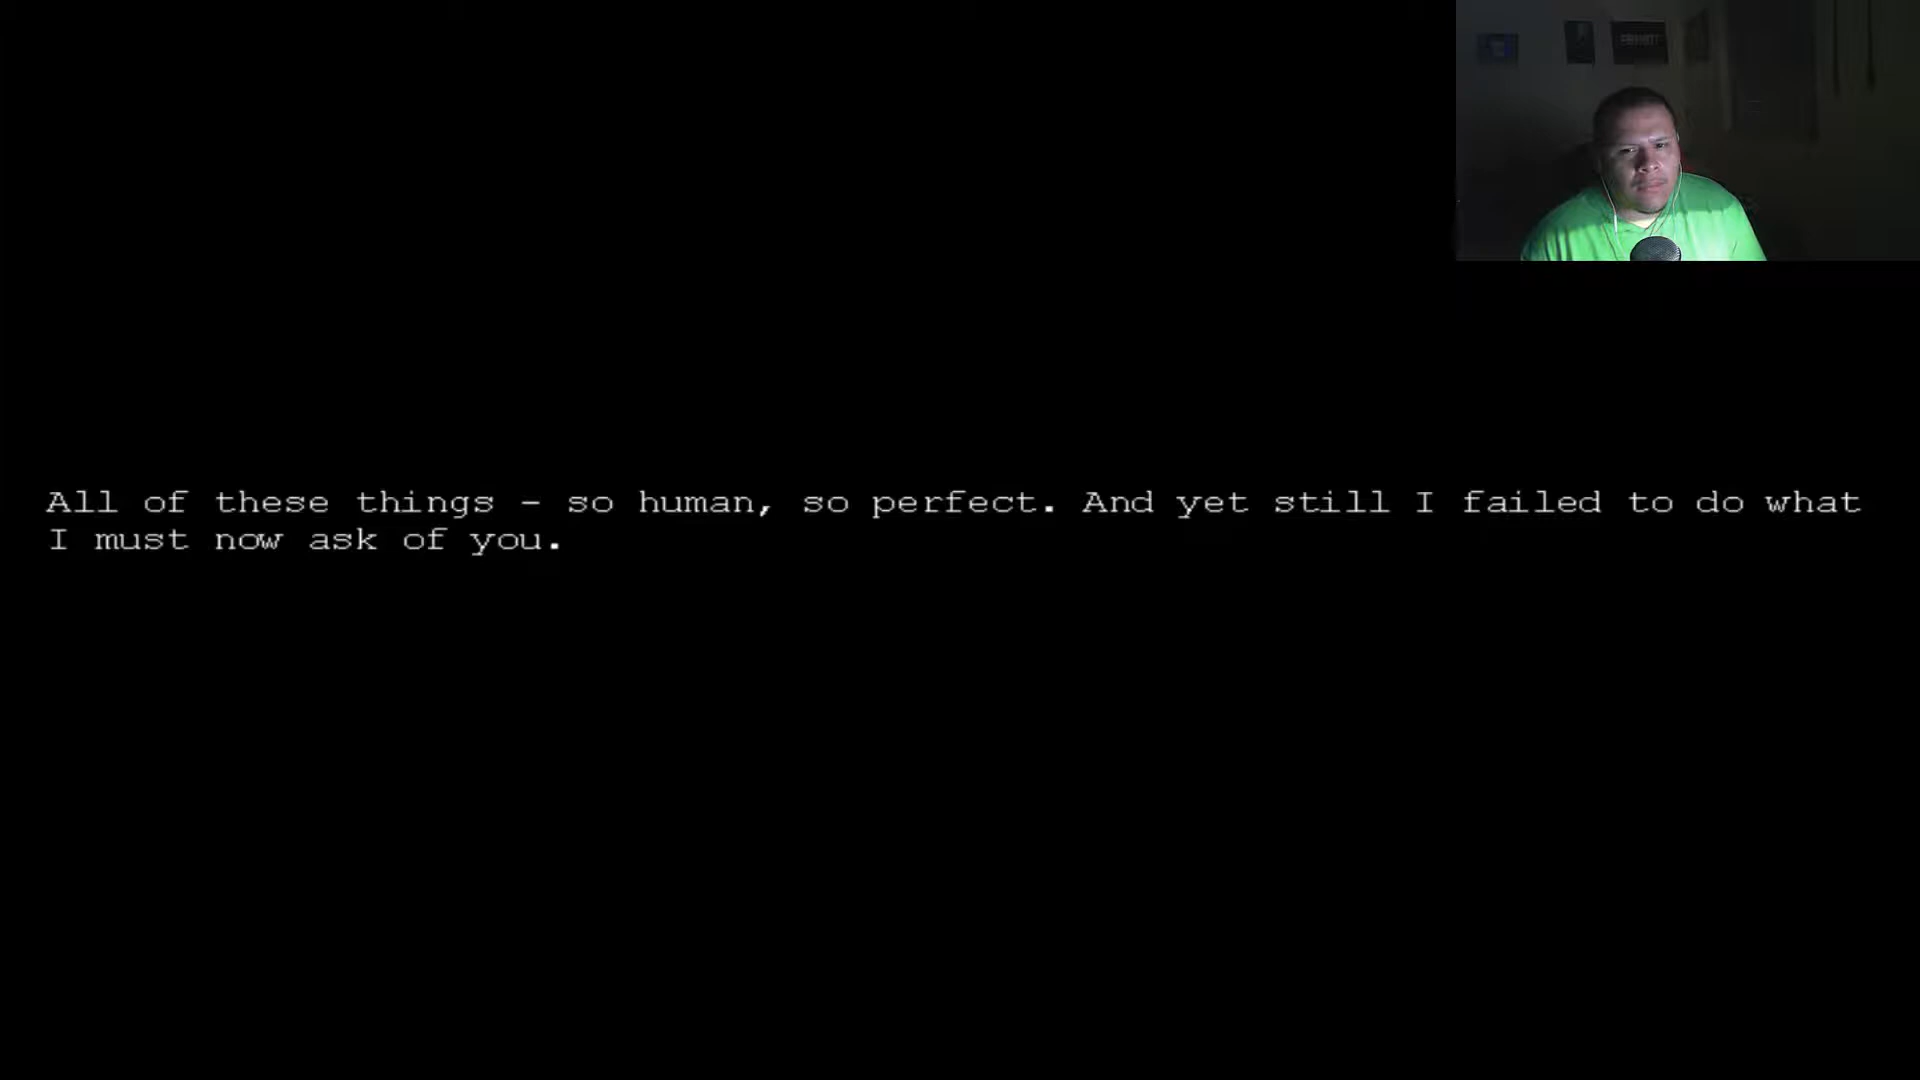 All of these things - so human, so perfect. And yet still I failed to do what
I must now ask of you.